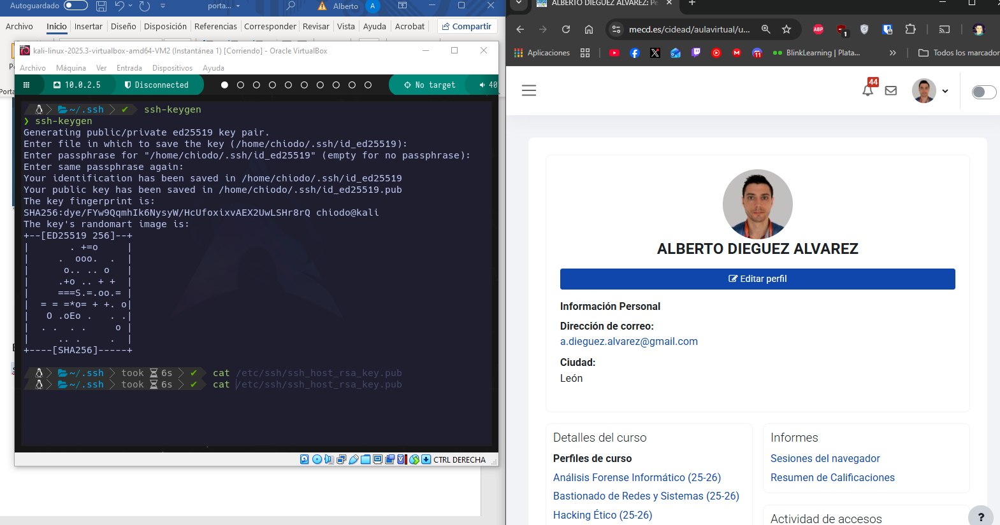 Autoguardado
porta...
Alberto
A
Archivo Inicio Insertar Diseño Disposición Referencias Corresponder Revisar Vista Ayuda Acrobat Compartir
kali-linux-2025.3-virtualbox-amd64-VM2 (Instantánea 1) [Corriendo] - Oracle VirtualBox
Archivo Máquina Ver Entrada Dispositivos Ayuda
10.0.2.5 Disconnected No target 40
~/.ssh ssh-keygen
❯ ssh-keygen
Generating public/private ed25519 key pair.
Enter file in which to save the key (/home/chiodo/.ssh/id_ed25519):
Enter passphrase for "/home/chiodo/.ssh/id_ed25519" (empty for no passphrase):
Enter same passphrase again:
Your identification has been saved in /home/chiodo/.ssh/id_ed25519
Your public key has been saved in /home/chiodo/.ssh/id_ed25519.pub
The key fingerprint is:
SHA256:dye/FYw9QqmhIk6NysyW/HcUfoxixvAEX2UwLSHr8rQ chiodo@kali
The key's randomart image is:
+--[ED25519 256]--+
|        . +=o     |
|      .  ooo.  .  |
|       o.. .. o   |
|      .+o .. + +  |
|      ===S.=.oo.= |
|  = = =*o= + +. o|
|   O .oEo .   . .|
|  . .  . .     o |
|     .. .     .  |
+----[SHA256]-----+
~/.ssh took 6s cat /etc/ssh/ssh_host_rsa_key.pub
~/.ssh took 6s cat /etc/ssh/ssh_host_rsa_key.pub
CTRL DERECHA
ALBERTO DIEGUEZ ALVAREZ: Pe
mecd.es/cidead/aulavirtual/u...
ABP
1
Aplicaciones
11
BlinkLearning | Plata...
Todos los marcador
44
ALBERTO DIEGUEZ ALVAREZ
Editar perfil
Información Personal
Dirección de correo:
a.dieguez.alvarez@gmail.com
Ciudad:
León
Detalles del curso
Perfiles de curso
Análisis Forense Informático (25-26)
Bastionado de Redes y Sistemas (25-26)
Hacking Ético (25-26)
Informes
Sesiones del navegador
Resumen de Calificaciones
Actividad de accesos
?